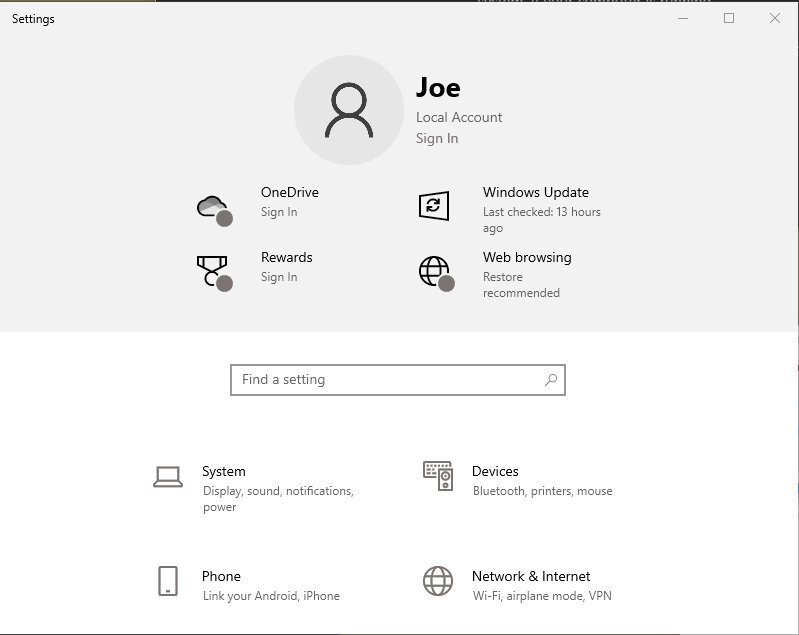 Settings
Joe
Local Account
Sign In
OneDrive
Sign In
Windows Update
Last checked: 13 hours
ago
Rewards
Sign In
Web browsing
Restore
recommended
Find a setting
System
Display, sound, notifications,
power
Devices
Bluetooth, printers, mouse
Phone
Link your Android, iPhone
Network & Internet
Wi-Fi, airplane mode, VPN